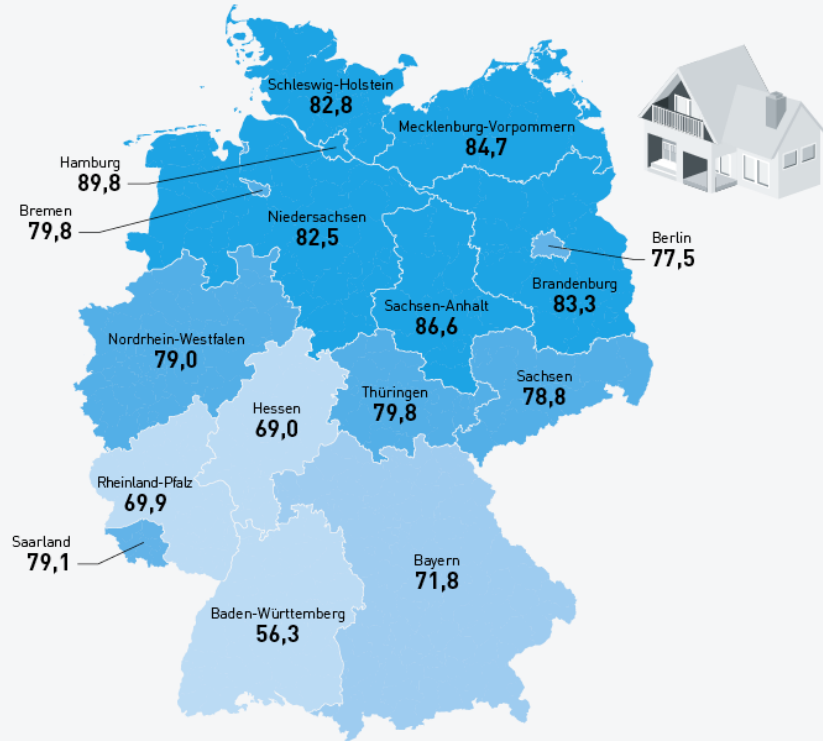 Schleswig-Holstein
82,8
Mecklenburg-Vorpommern
84,7
Hamburg
89,8
Bremen
79,8
Niedersachsen
82,5
Berlin
77,5
Brandenburg
83,3
Sachsen-Anhalt
86,6
Nordrhein-Westfalen
79,0
Sachsen
78,8
Thüringen
79,8
Hessen
69,0
Rheinland-Pfalz
69,9
Saarland
79,1
Bayern
71,8
Baden-Württemberg
56,3